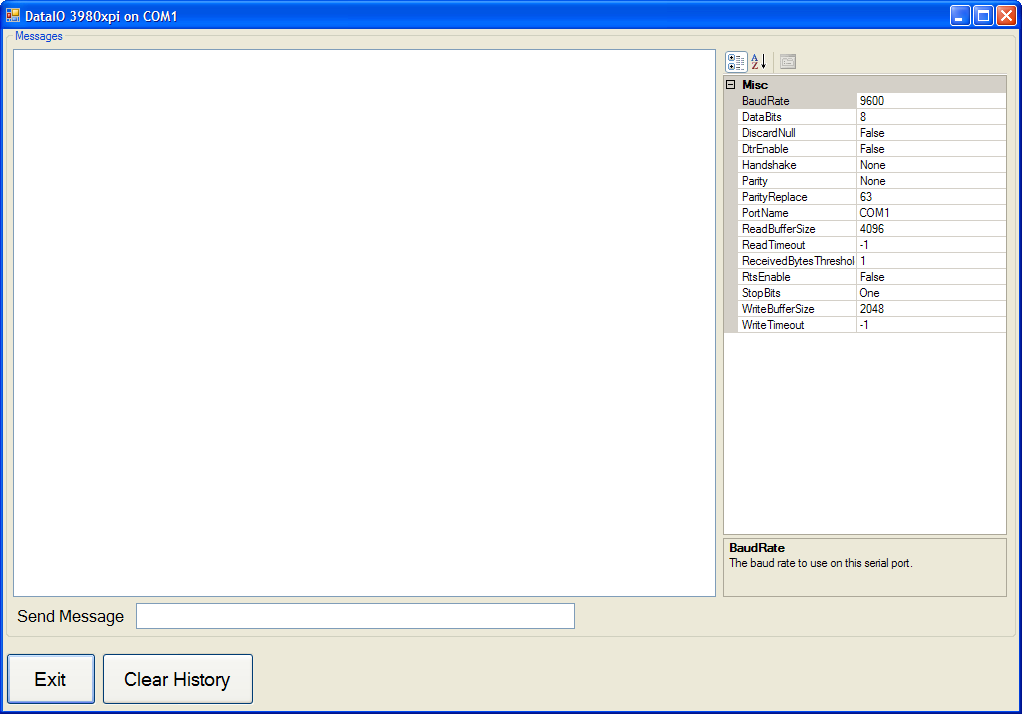 DataIO 3980xpi on COM1
Messages
Misc
BaudRate 9600
DataBits 8
DiscardNull False
DtrEnable False
Handshake None
Parity None
ParityReplace 63
PortName COM1
ReadBufferSize 4096
ReadTimeout -1
ReceivedBytesThreshol 1
RtsEnable False
StopBits One
WriteBufferSize 2048
WriteTimeout -1
BaudRate
The baud rate to use on this serial port.
Send Message
Exit Clear History